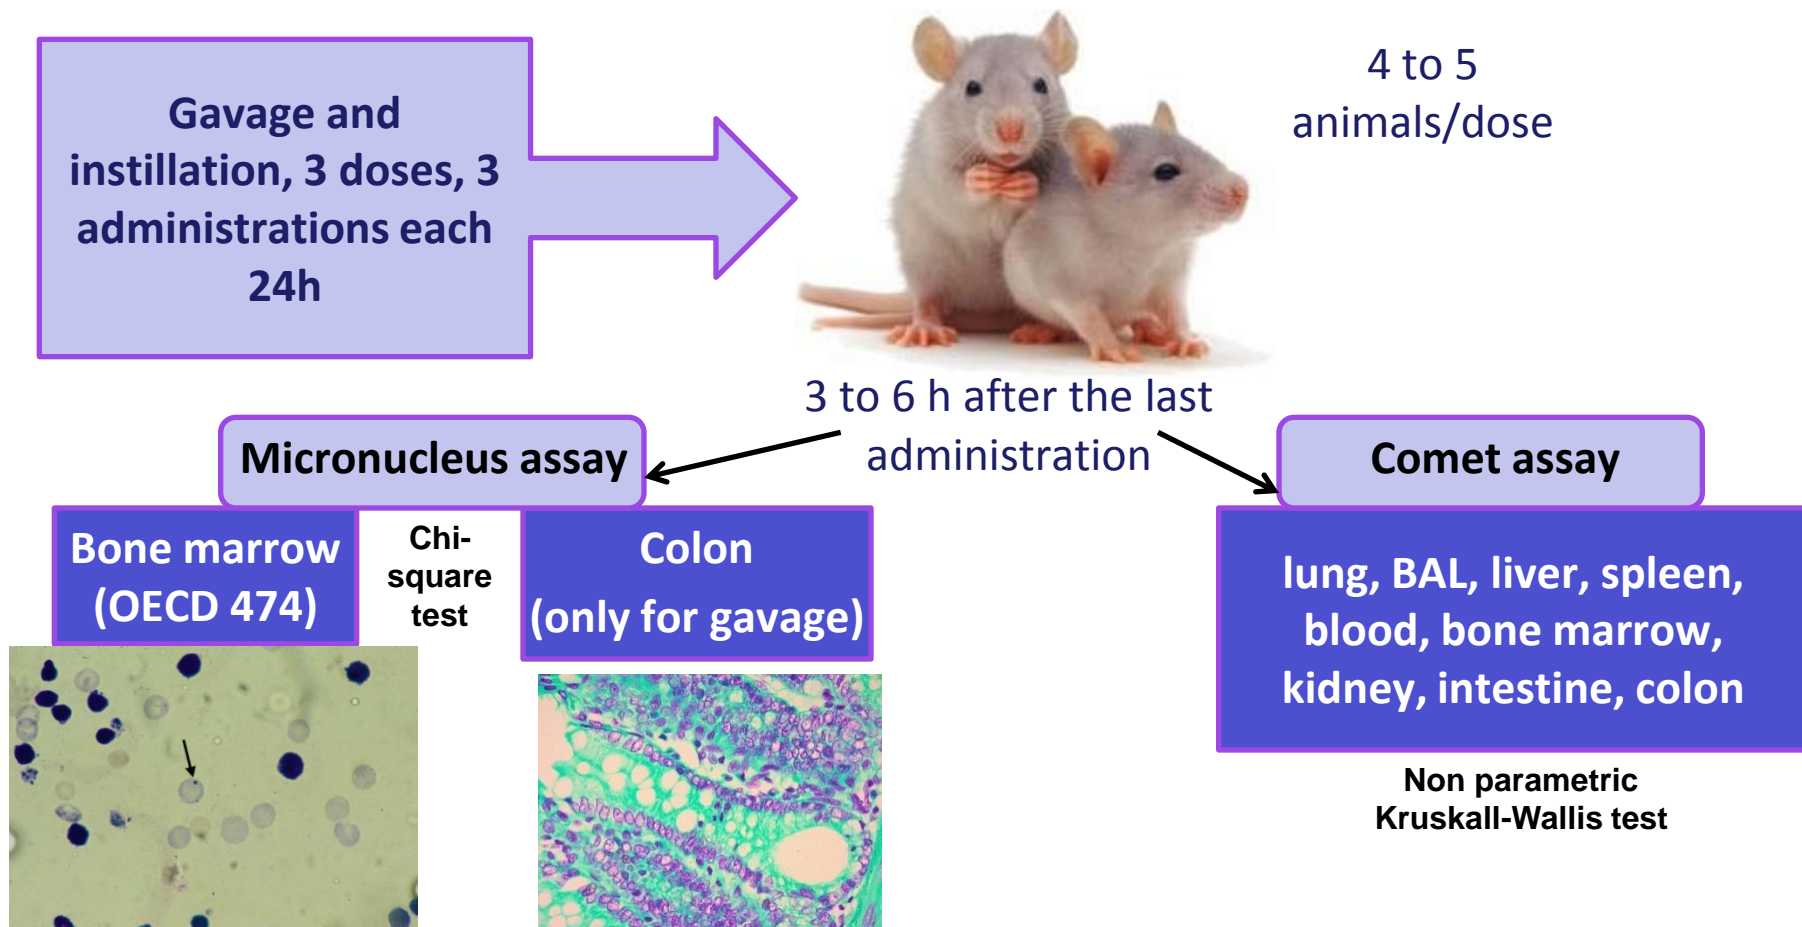 Gavage and
instillation, 3 doses, 3
administrations each
24h
4 to 5
animals/dose
3 to 6 h after the last
administration
Micronucleus assay
Bone marrow
(OECD 474)
Chi-
square
test
Colon
(only for gavage)
Comet assay
lung, BAL, liver, spleen,
blood, bone marrow,
kidney, intestine, colon
Non parametric
Kruskall-Wallis test